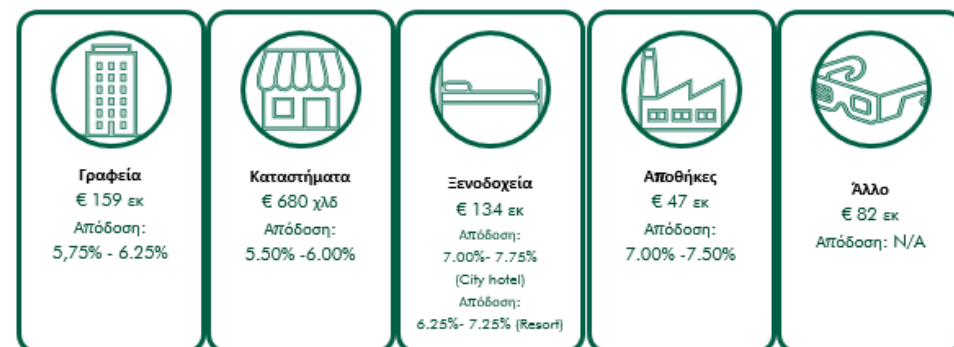 Γραφεία
€ 159 εκ
Απόδοση:
5,75% - 6.25%
Καταστήματα
€ 680 χλδ
Απόδοση:
5.50% -6.00%
Ξενοδοχεία
€ 134 εκ
Απόδοση:
7.00%- 7.75%
(City hotel)
Απόδοση:
6.25%- 7.25% (Resort)
Αποθήκες
€ 47 εκ
Απόδοση:
7.00% -7.50%
Άλλο
€ 82 εκ
Απόδοση: N/A